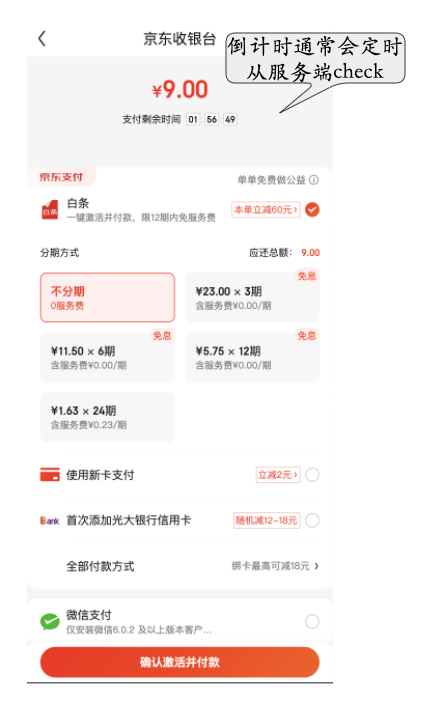 京东收银台
倒计时通常会定时
从服务端check
¥9.00
支付剩余时间 01 56 49
京东支付
单单免费做公益
白条
白条
一键激活并付款，限12期内免服务费
本单立减60元 ›
分期方式
应还总额： 9.00
不分期
0服务费
免息
¥23.00 × 3期
含服务费¥0.00/期
免息
¥11.50 × 6期
含服务费¥0.00/期
免息
¥5.75 × 12期
含服务费¥0.00/期
¥1.63 × 24期
含服务费¥0.23/期
使用新卡支付
立减2元 ›
Bank
首次添加光大银行信用卡
随机减12-18元
全部付款方式
绑卡最高可减18元 ›
微信支付
仅安装微信6.0.2 及以上版本客户...
确认激活并付款